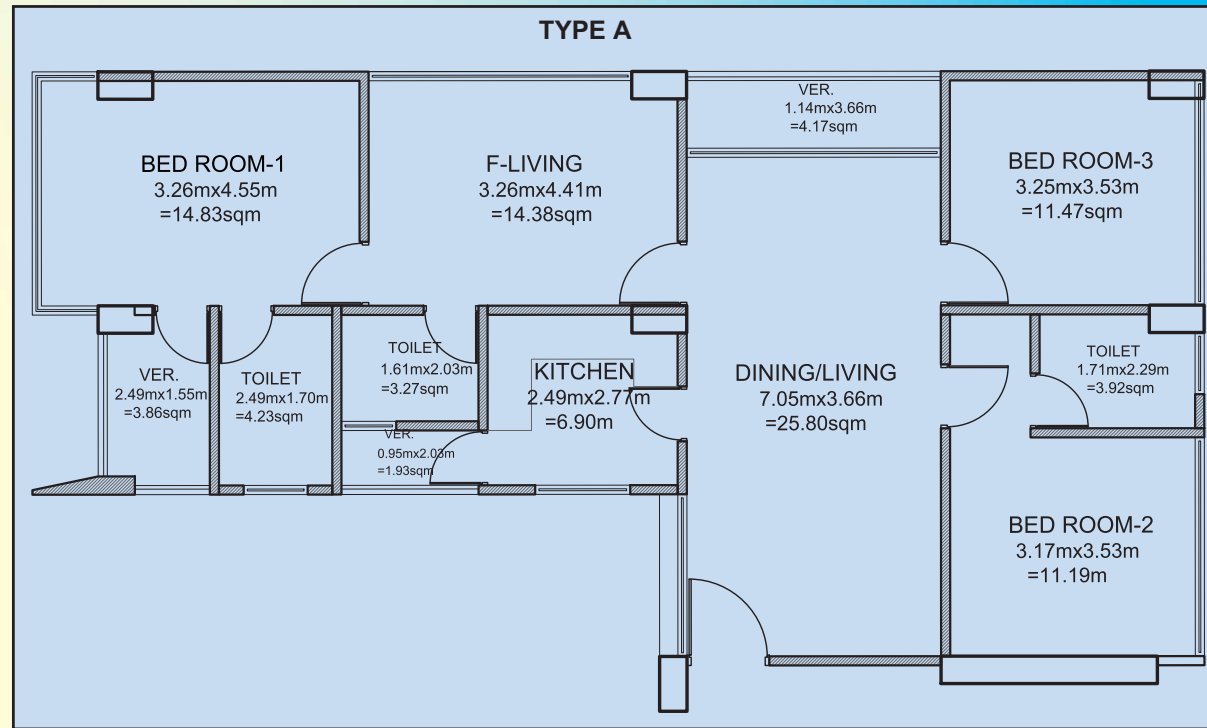 TYPE A
VER.
1.14mx3.66m
=4.17sqm
BED ROOM-1
3.26mx4.55m
=14.83sqm
F-LIVING
3.26mx4.41m
=14.38sqm
BED ROOM-3
3.25mx3.53m
=11.47sqm
VER.
2.49mx1.55m
=3.86sqm
TOILET
2.49mx1.70m
=4.23sqm
TOILET
1.61mx2.03m
=3.27sqm
VER.
0.95mx2.03m
=1.93sqm
KITCHEN
2.49mx2.77m
=6.90m
DINING/LIVING
7.05mx3.66m
=25.80sqm
TOILET
1.71mx2.29m
=3.92sqm
BED ROOM-2
3.17mx3.53m
=11.19m